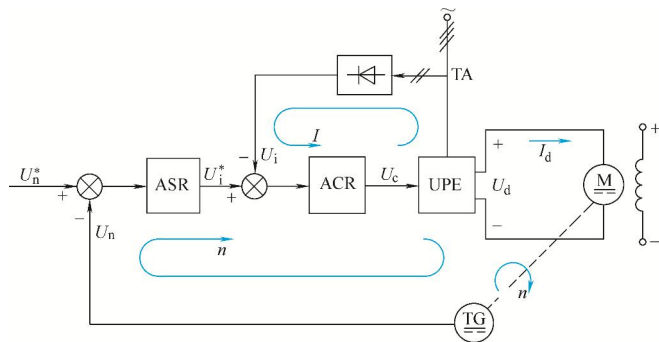 ~
TA
I
−
U_i
U_n^*
+
ASR
U_i^*
+
ACR
U_c
UPE
+
U_d
−
I_d
M
+
−
−
U_n
n
n
TG